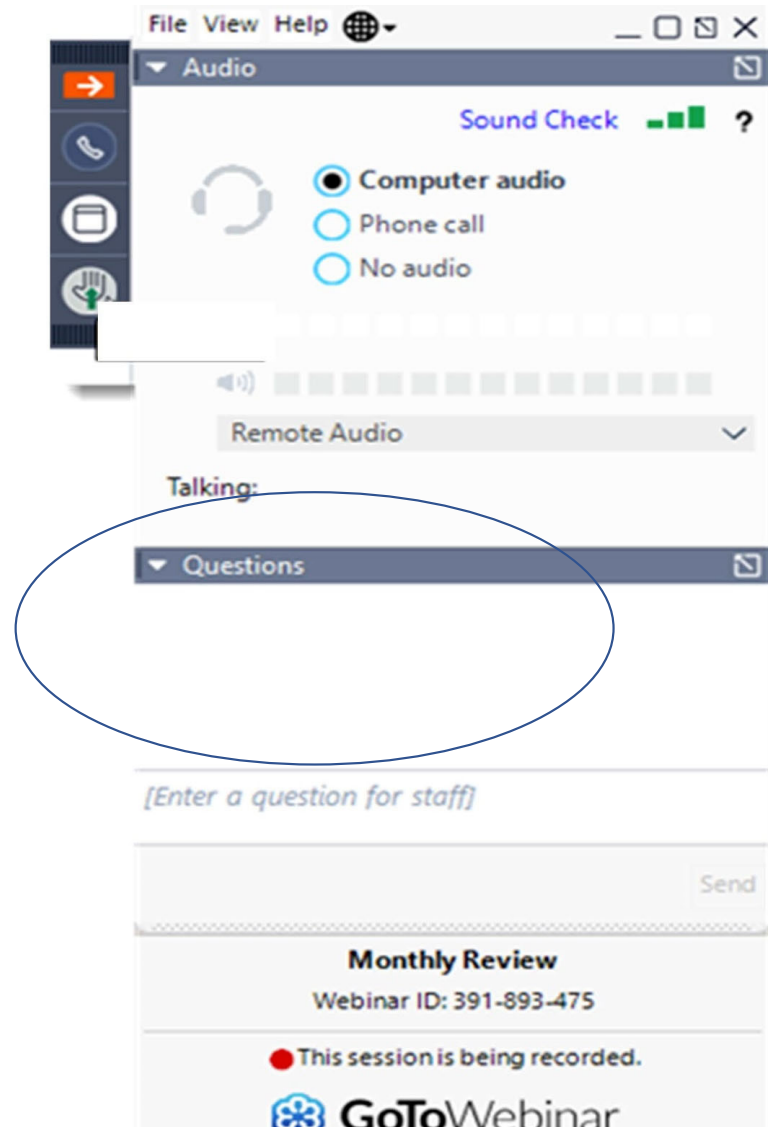 File View Help
Audio
Sound Check ?
Computer audio
Phone call
No audio
Remote Audio
Talking:
Questions
[Enter a question for staff]
Send
Monthly Review
Webinar ID: 391-893-475
This session is being recorded.
GoToWebinar